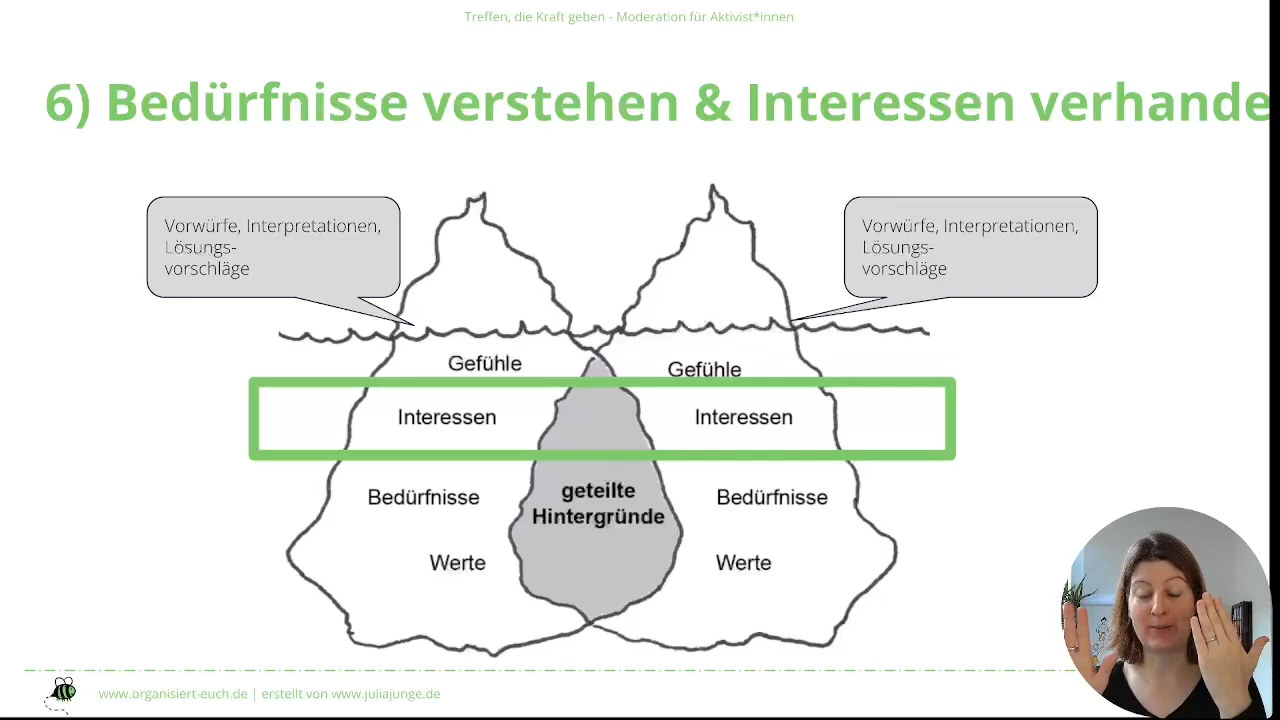 Treffen, die Kraft geben - Moderation für Aktivist*innen
6) Bedürfnisse verstehen & Interessen verhande
Vorwürfe, Interpretationen,
Lösungs-
vorschläge
Vorwürfe, Interpretationen,
Lösungs-
vorschläge
Gefühle
Gefühle
Interessen
Interessen
geteilte
Hintergründe
Bedürfnisse
Bedürfnisse
Werte
Werte
www.organisiert-euch.de | erstellt von www.juliajunge.de